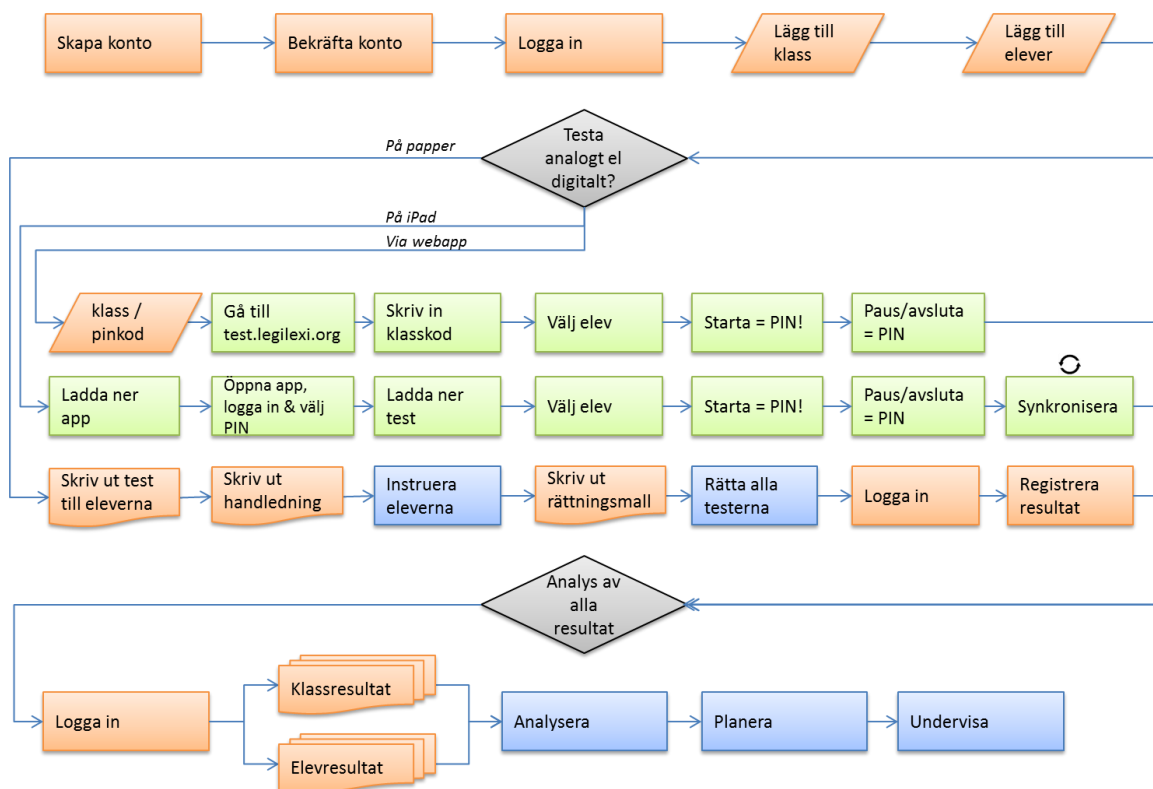 Skapa konto
Bekräfta konto
Logga in
Lägg till
klass
Lägg till
elever
Testa
analogt el
digitalt?
På papper
På iPad
Via webapp
klass /
pinkod
Gå till
test.legilexi.org
Skriv in
klasskod
Välj elev
Starta = PIN!
Paus/avsluta
= PIN
Ladda ner
app
Öppna app,
logga in & välj
PIN
Ladda ner
test
Välj elev
Starta = PIN!
Paus/avsluta
= PIN
Synkronisera
Skriv ut test
till eleverna
Skriv ut
handledning
Instruera
eleverna
Skriv ut
rättningsmall
Rätta alla
testerna
Logga in
Registrera
resultat
Analys av
alla
resultat
Logga in
Klassresultat
Elevresultat
Analysera
Planera
Undervisa